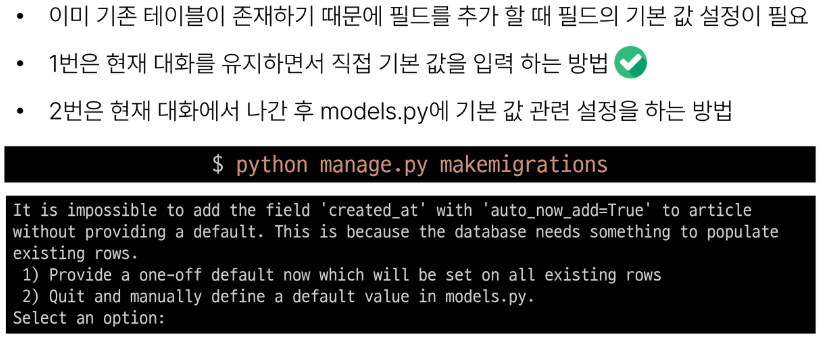 • 이미 기존 테이블이 존재하기 때문에 필드를 추가 할 때 필드의 기본 값 설정이 필요
• 1번은 현재 대화를 유지하면서 직접 기본 값을 입력 하는 방법
• 2번은 현재 대화에서 나간 후 models.py에 기본 값 관련 설정을 하는 방법
$ python manage.py makemigrations
It is impossible to add the field 'created_at' with 'auto_now_add=True' to article
without providing a default. This is because the database needs something to populate
existing rows.
1) Provide a one-off default now which will be set on all existing rows
2) Quit and manually define a default value in models.py.
Select an option: